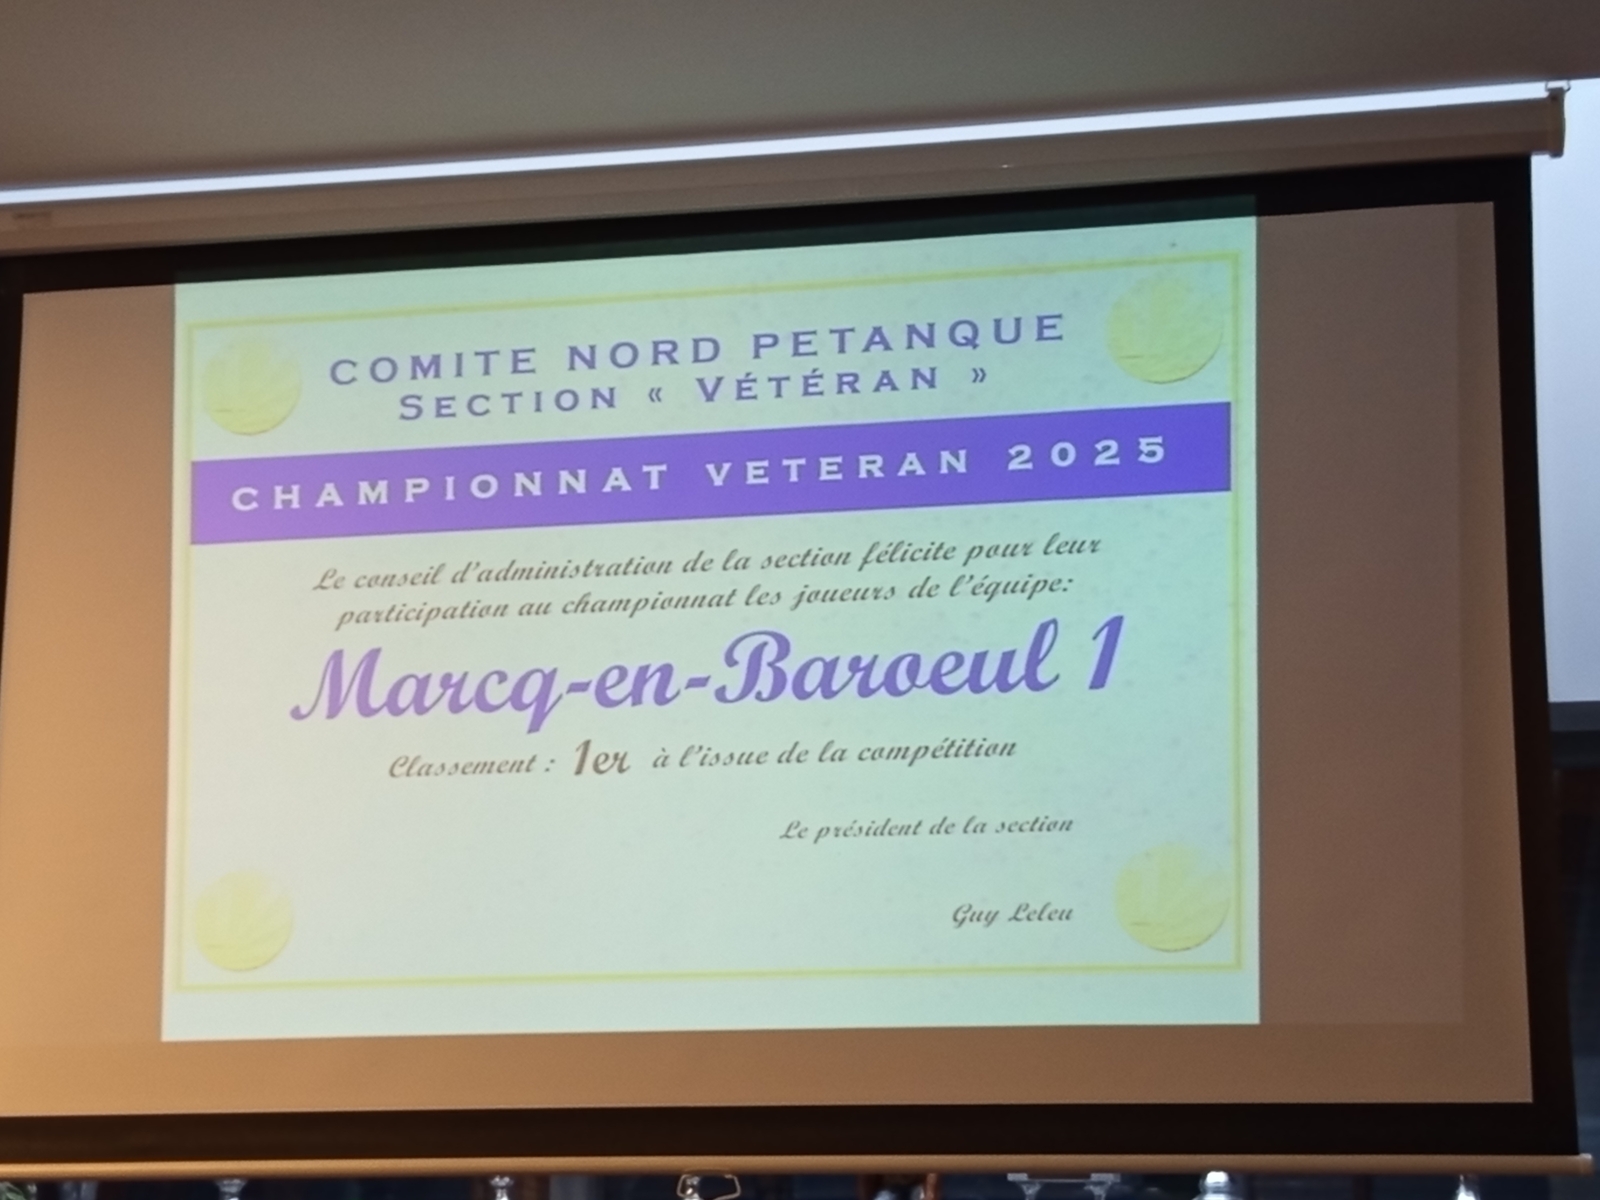 COMITE NORD PETANQUE
SECTION « VÉTÉRAN »
CHAMPIONNAT VETERAN 2025
Le conseil d'administration de la section félicite pour leur
participation au championnat les joueurs de l'équipe:
Marcq-en-Baroeul 1
Classement : 1er à l'issue de la compétition
Le président de la section
Guy Leleu